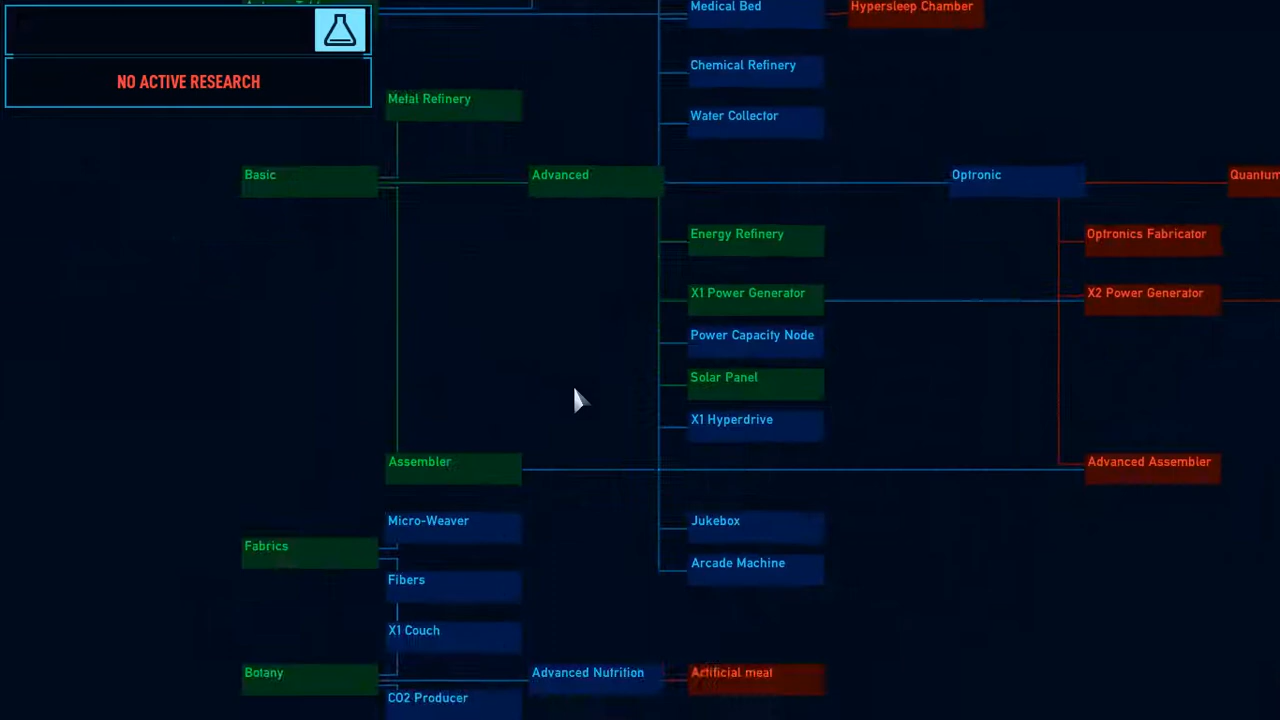 Medical Bed
Hypersleep Chamber
NO ACTIVE RESEARCH
Chemical Refinery
Metal Refinery
Water Collector
Basic
Advanced
Optronic
Quantum
Energy Refinery
Optronics Fabricator
X1 Power Generator
X2 Power Generator
Power Capacity Node
Solar Panel
X1 Hyperdrive
Assembler
Advanced Assembler
Micro-Weaver
Jukebox
Fabrics
Arcade Machine
Fibers
X1 Couch
Botany
Advanced Nutrition
Artificial meat
CO2 Producer